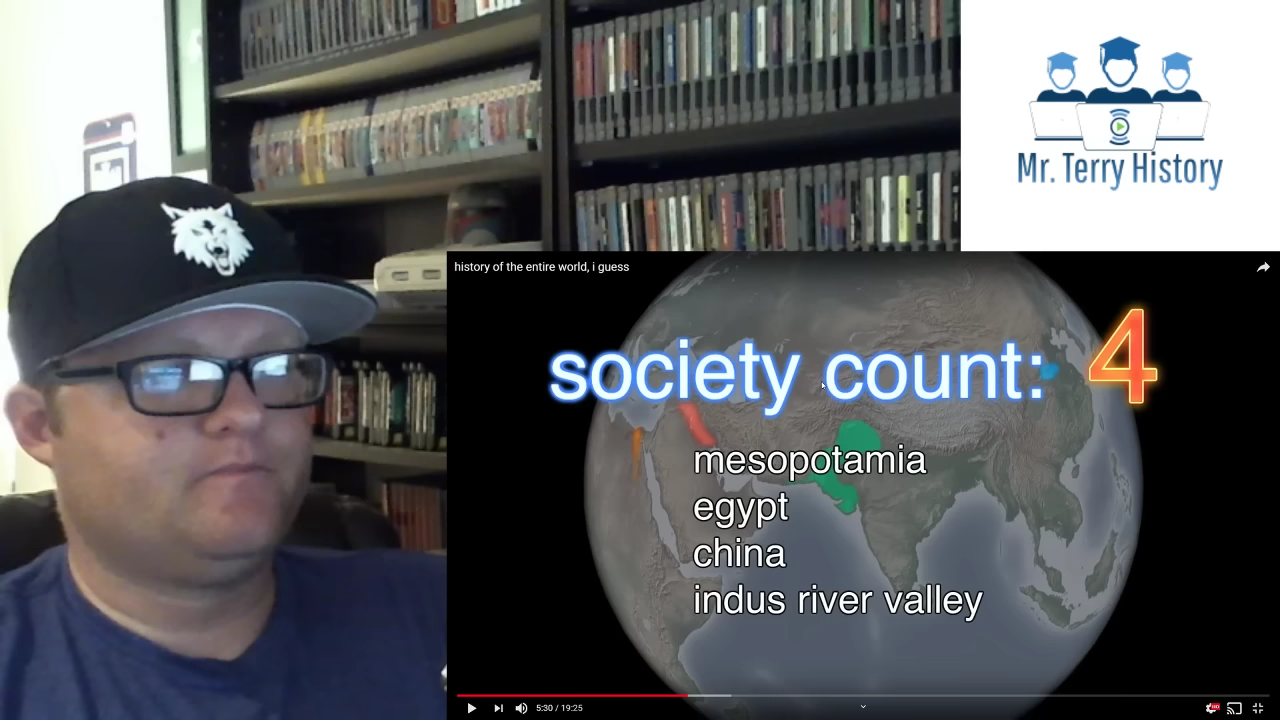 Mr. Terry History
history of the entire world, i guess
society count: 4
mesopotamia
egypt
china
indus river valley
5:30 / 19:25